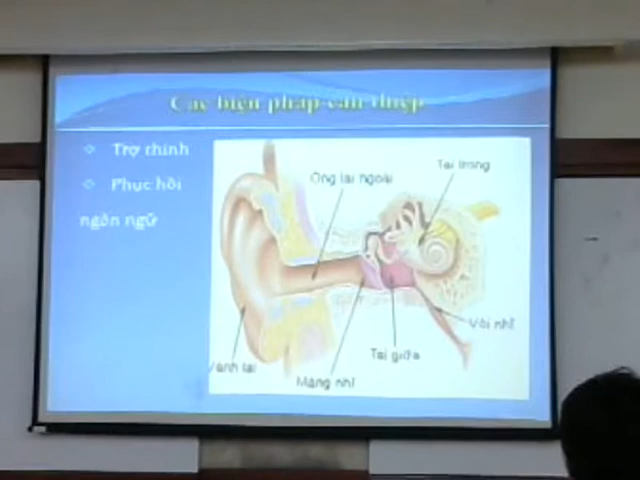 Các biện pháp can thiệp
Trợ thính
Phục hồi
ngôn ngữ
Ống tai ngoài
Tai trong
Vòi nhĩ
Tai giữa
Vành tai
Màng nhĩ